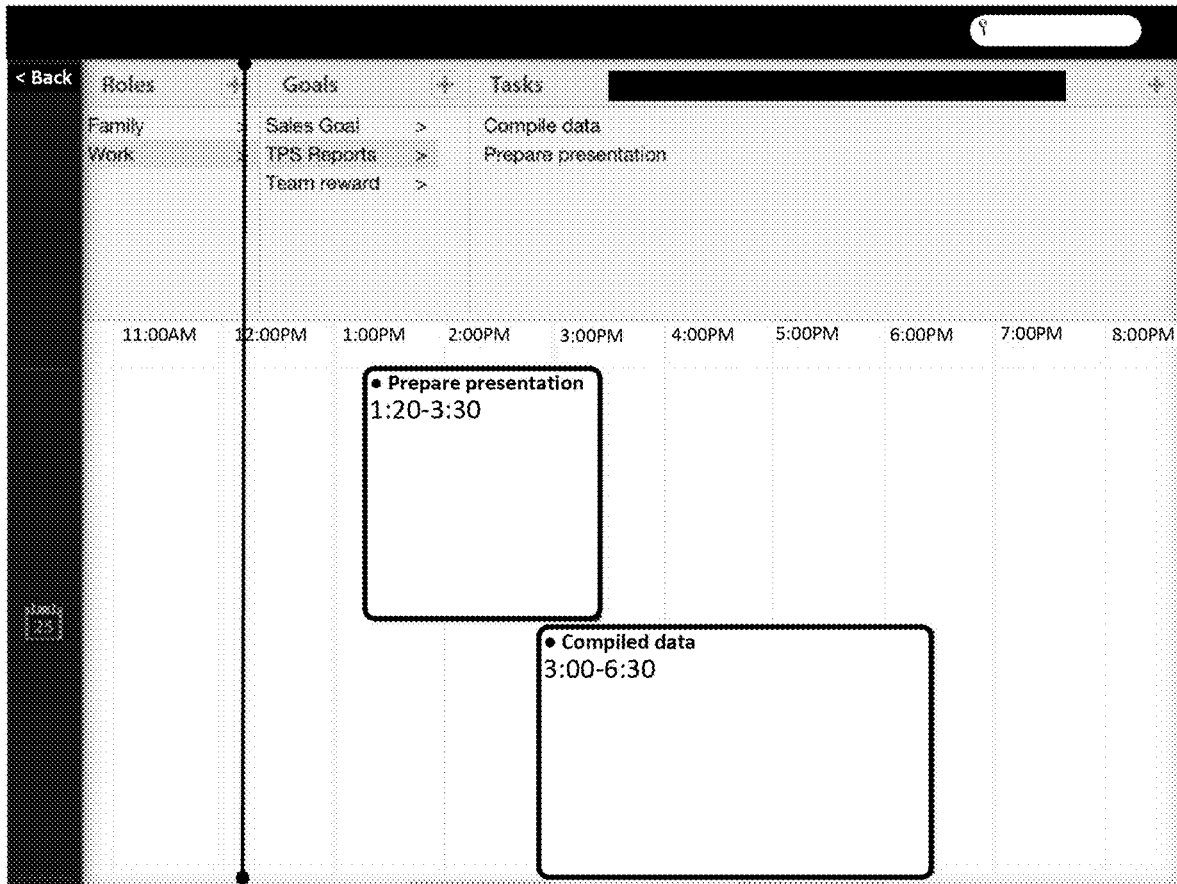 < Back
Roles + Goals + Tasks +
Family > Sales Goal > Compile data
Work > TPS Reports > Prepare presentation
Team reward >
11:00AM 12:00PM 1:00PM 2:00PM 3:00PM 4:00PM 5:00PM 6:00PM 7:00PM 8:00PM
• Prepare presentation
1:20-3:30
23
• Compiled data
3:00-6:30